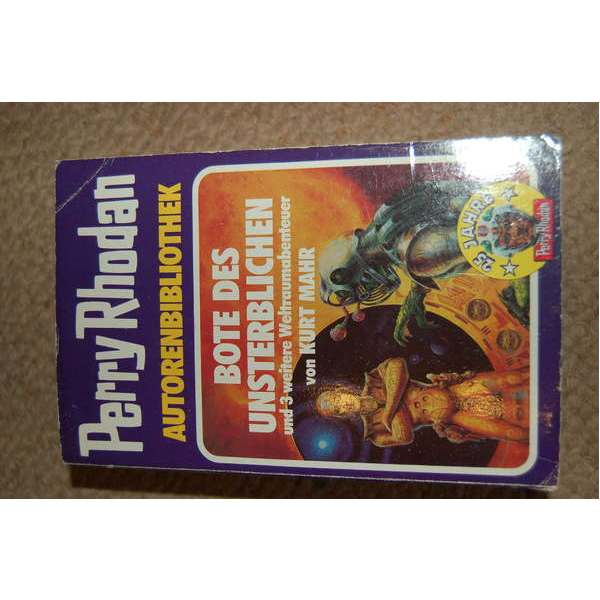 Perry Rhodan
AUTORENBIBLIOTHEK
BOTE DES
UNSTERBLICHEN
und 3 weitere Weltraumabenteuer
von KURT MAHR
25 JAHRE
Perry Rhodan